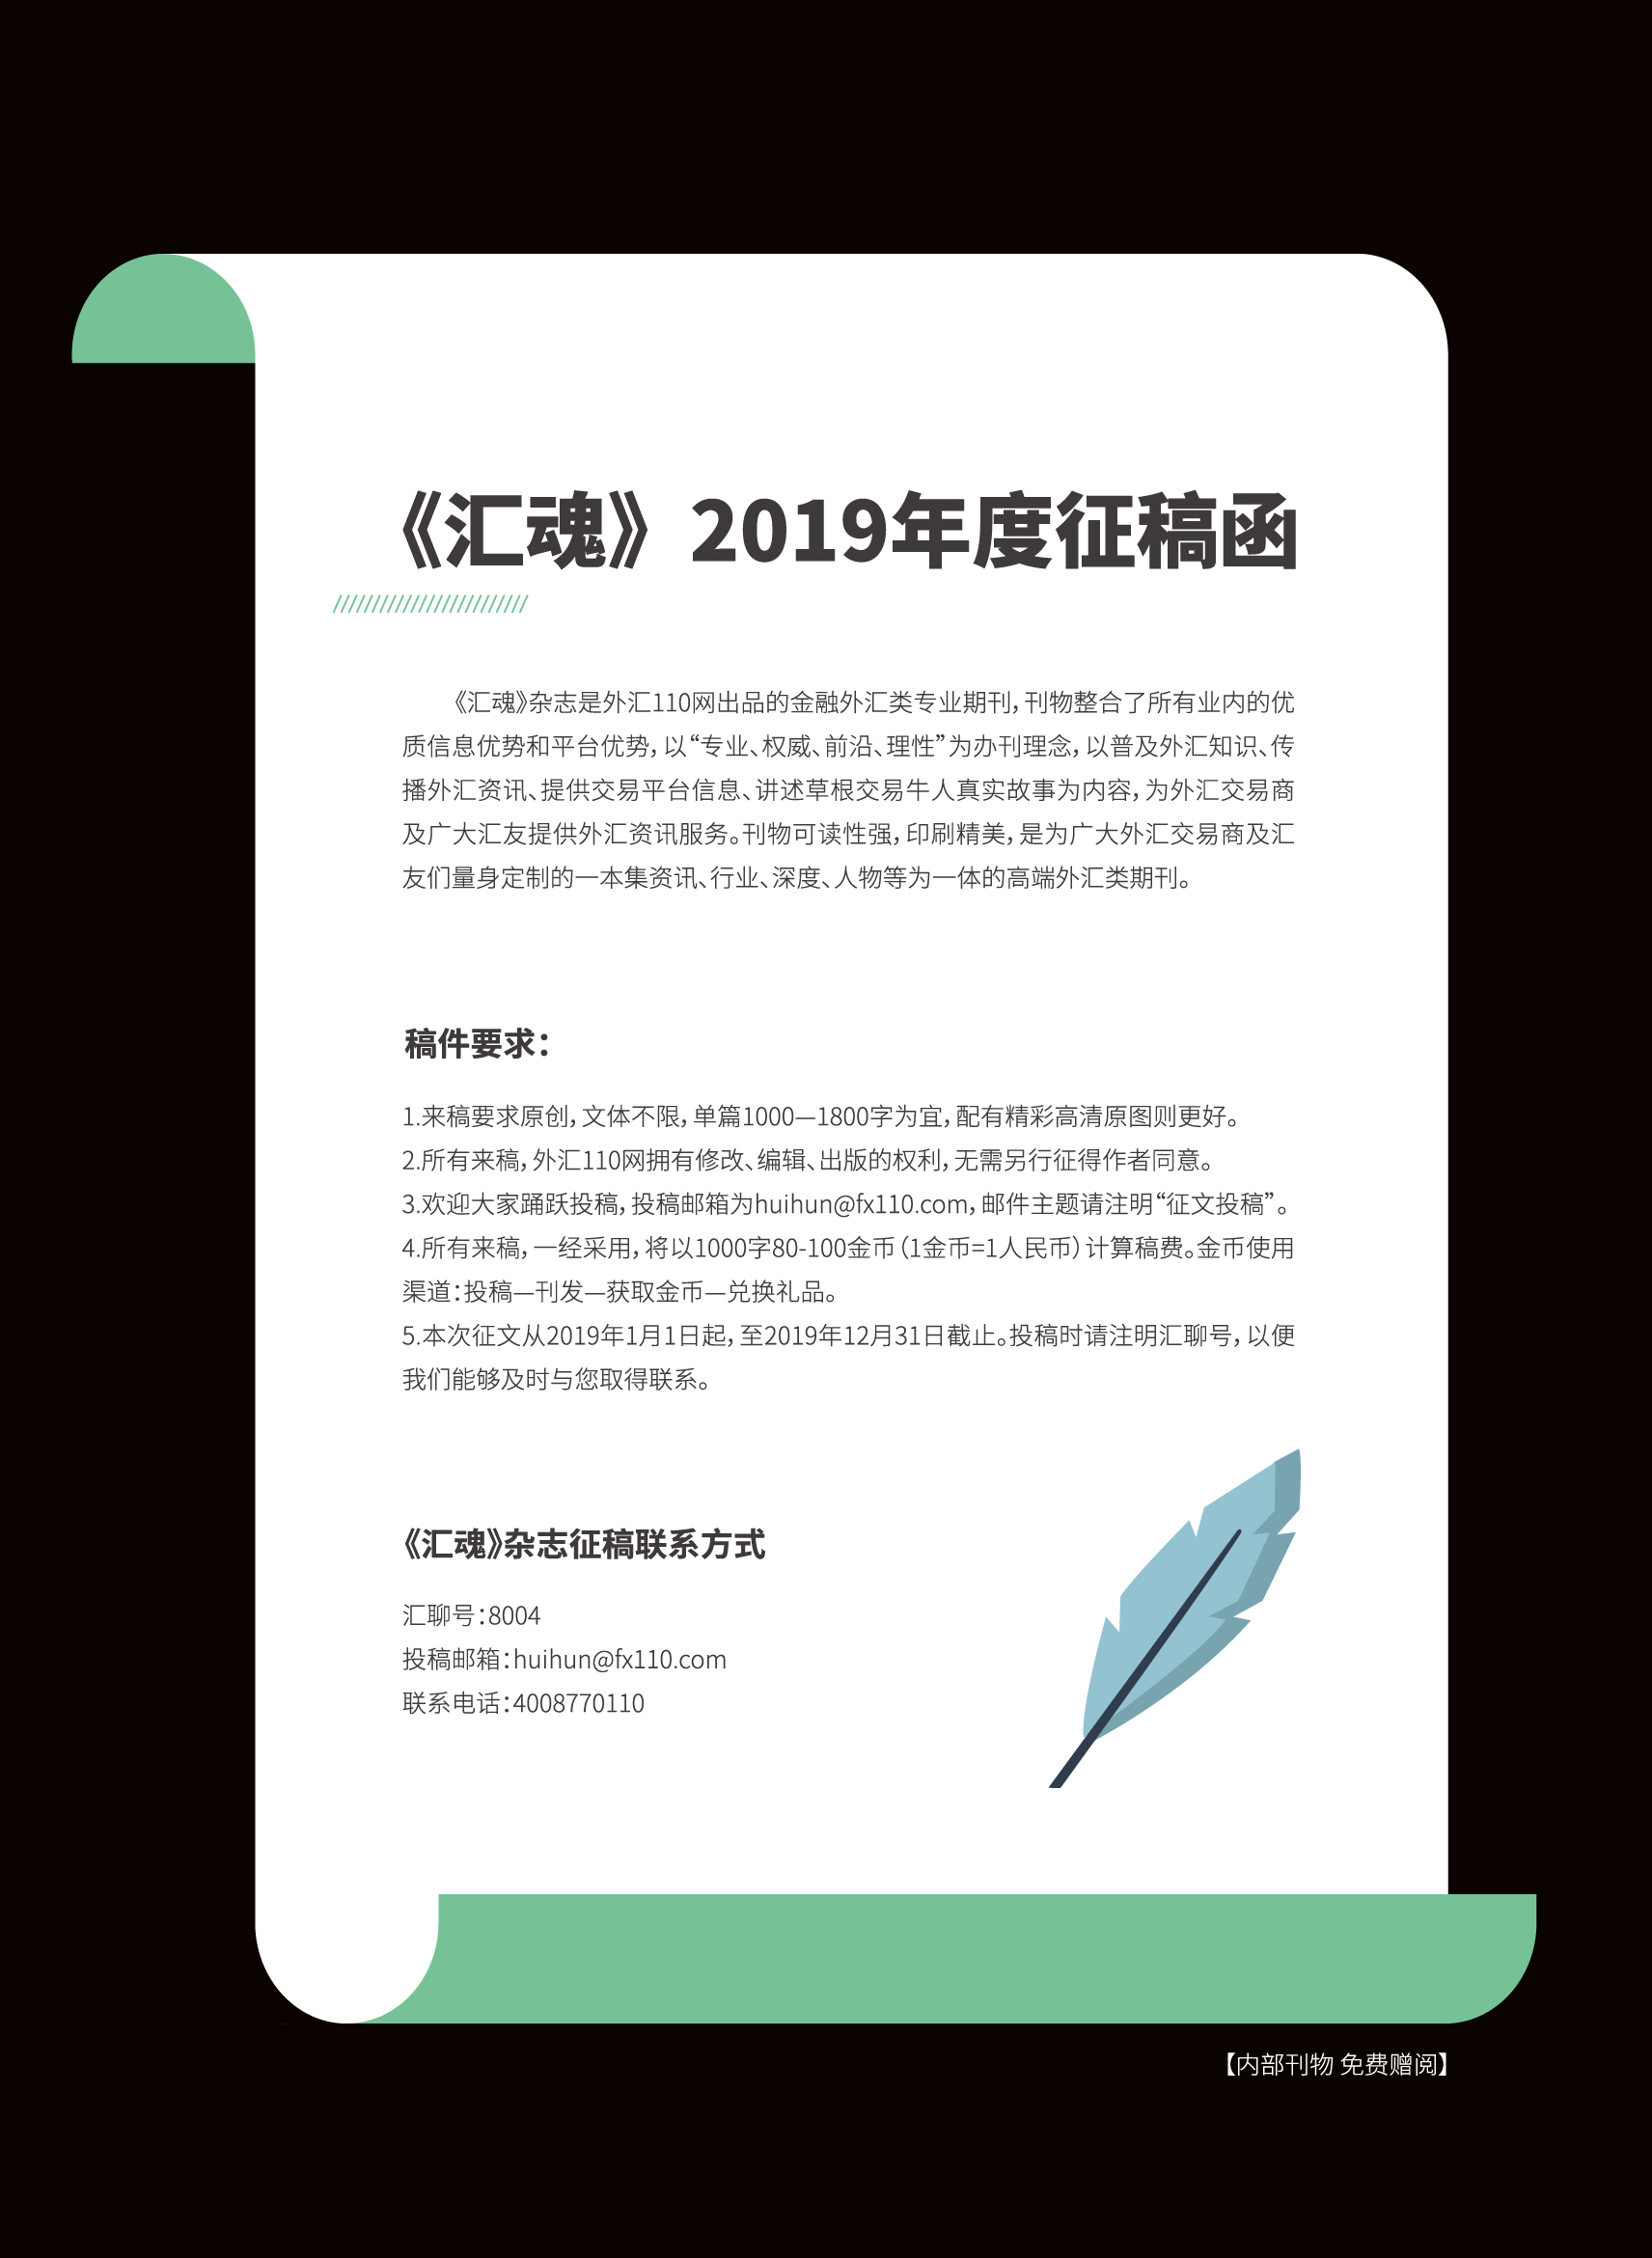 《汇魂》2019年度征稿函
《汇魂》杂志是外汇110网出品的金融外汇类专业期刊，刊物整合了所有业内的优
质信息优势和平台优势，以“专业、权威、前沿、理性”为办刊理念，以普及外汇知识、传
播外汇资讯、提供交易平台信息、讲述草根交易牛人真实故事为内容，为外汇交易商
及广大汇友提供外汇资讯服务。刊物可读性强，印刷精美，是为广大外汇交易商及汇
友们量身定制的一本集资讯、行业、深度、人物等为一体的高端外汇类期刊。
稿件要求：
1.来稿要求原创，文体不限，单篇1000—1800字为宜，配有精彩高清原图则更好。
2.所有来稿，外汇110网拥有修改、编辑、出版的权利，无需另行征得作者同意。
3.欢迎大家踊跃投稿，投稿邮箱为huihun@fx110.com，邮件主题请注明“征文投稿”。
4.所有来稿，一经采用，将以1000字80-100金币（1金币=1人民币）计算稿费。金币使用
渠道：投稿—刊发—获取金币—兑换礼品。
5.本次征文从2019年1月1日起，至2019年12月31日截止。投稿时请注明汇聊号，以便
我们能够及时与您取得联系。
《汇魂》杂志征稿联系方式
汇聊号：8004
投稿邮箱：huihun@fx110.com
联系电话：4008770110
【内部刊物 免费赠阅】